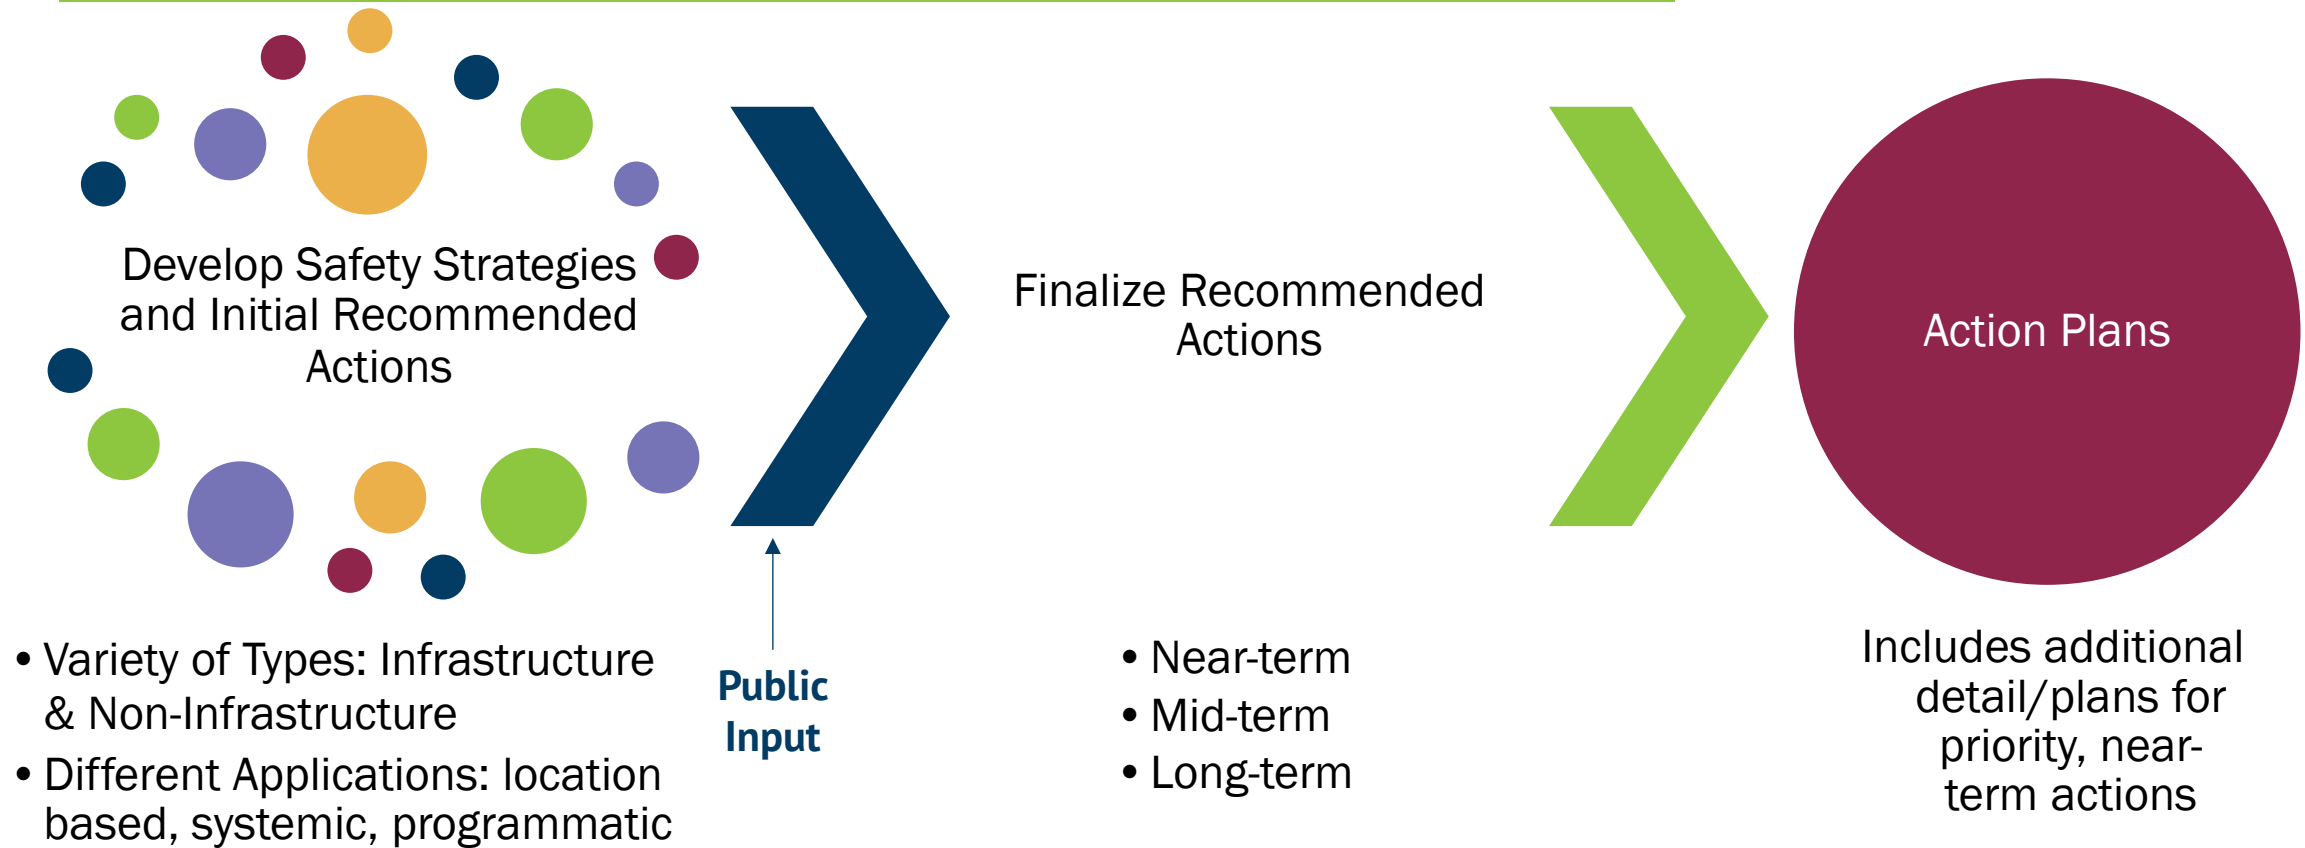 Develop Safety Strategies
and Initial Recommended
Actions
• Variety of Types: Infrastructure
& Non-Infrastructure
• Different Applications: location
based, systemic, programmatic
Public
Input
Finalize Recommended
Actions
• Near-term
• Mid-term
• Long-term
Action Plans
Includes additional
detail/plans for
priority, near-
term actions